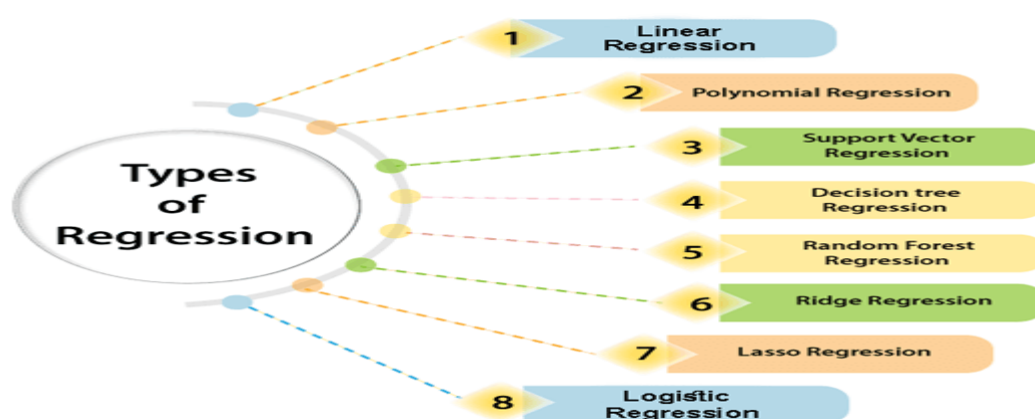 Types
of
Regression
1
Linear
Regression
2
Polynomial Regression
3
Support Vector
Regression
4
Decision tree
Regression
5
Random Forest
Regression
6
Ridge Regression
7
Lasso Regression
8
Logistic
Regression